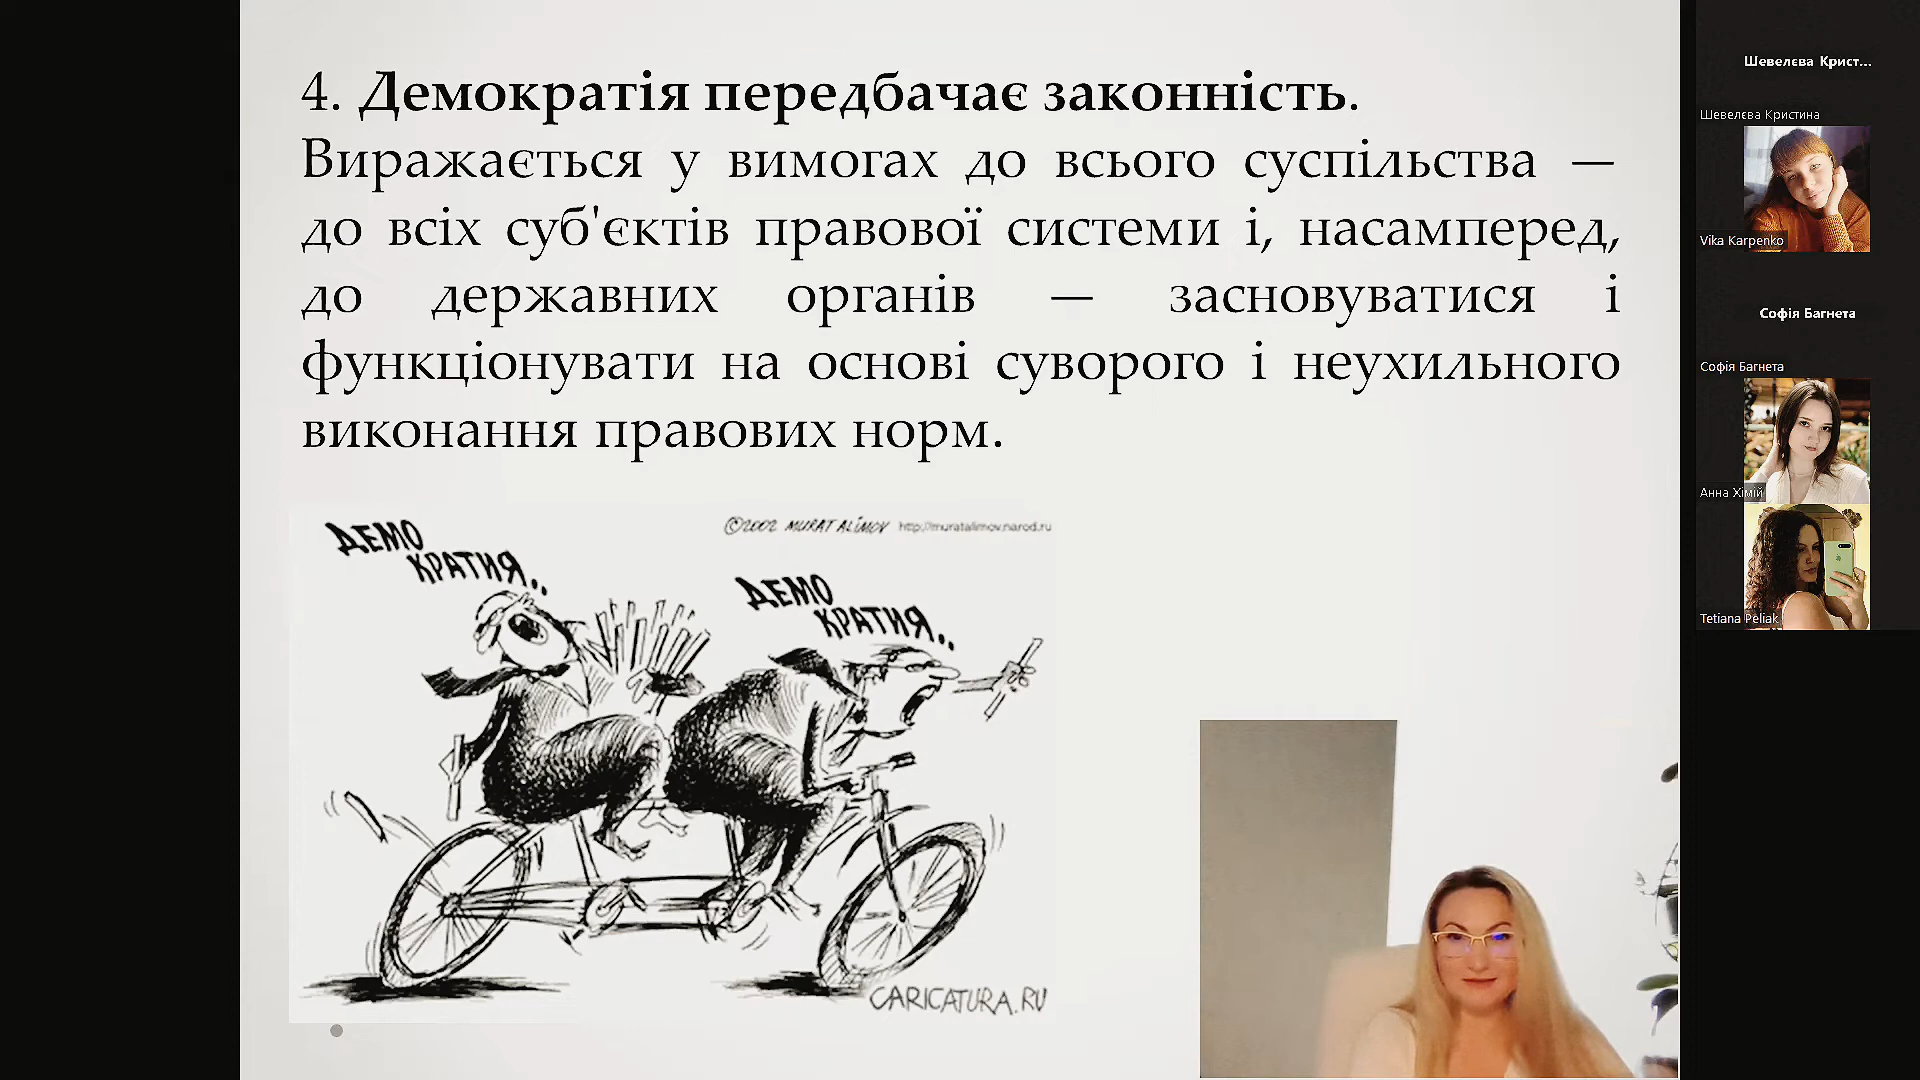 4. Демократія передбачає законність.
Виражається у вимогах до всього суспільства —
до всіх суб'єктів правової системи і, насамперед,
до державних органів — засновуватися і
функціонувати на основі суворого і неухильного
виконання правових норм.
©2002 MURAT ALIMOV http://muratalimov.narod.ru
ДЕМО
КРАТИЯ..
ДЕМО
КРАТИЯ..
CARICATURA.RU
Шевелєва Крист...
Шевелєва Кристина
Vika Karpenko
Софія Багнета
Софія Багнета
Анна Хімій
Tetiana Peliak